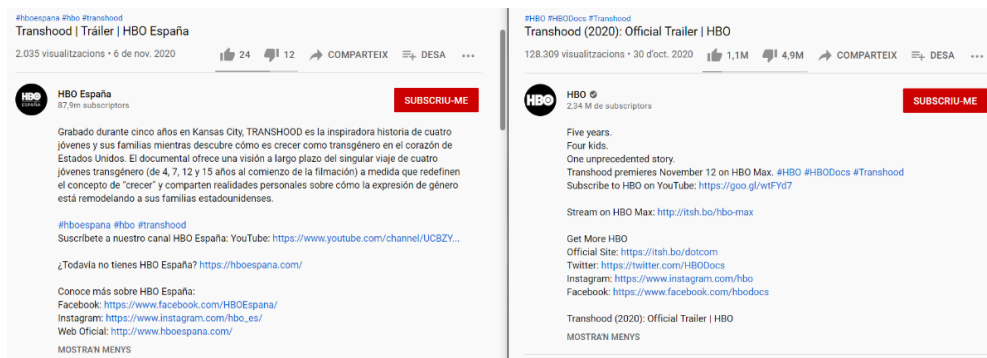 #hboespana #hbo #transhood
Transhood | Tráiler | HBO España
2.035 visualitzacions • 6 de nov. 2020
24
12
COMPARTEIX
DESA
HBO
ESPAÑA
HBO España
87,9m subscriptors
SUBSCRIU-ME
Grabado durante cinco años en Kansas City, TRANSHOOD es la inspiradora historia de cuatro
jóvenes y sus familias mientras descubre cómo es crecer como transgénero en el corazón de
Estados Unidos. El documental ofrece una visión a largo plazo del singular viaje de cuatro
jóvenes transgénero (de 4, 7, 12 y 15 años al comienzo de la filmación) a medida que redefinen
el concepto de "crecer" y comparten realidades personales sobre cómo la expresión de género
está remodelando a sus familias estadounidenses.
#hboespana #hbo #transhood
Suscríbete a nuestro canal HBO España: YouTube: https://www.youtube.com/channel/UCBZY...
¿Todavía no tienes HBO España? https://hboespana.com/
Conoce más sobre HBO España:
Facebook: https://www.facebook.com/HBOEspana/
Instagram: https://www.instagram.com/hbo_es/
Web Oficial: http://www.hboespana.com/
MOSTRA'N MENYS
#HBO #HBODocs #Transhood
Transhood (2020): Official Trailer | HBO
128.309 visualitzacions • 30 d'oct. 2020
1,1M
4,9M
COMPARTEIX
DESA
HBO
HBO
2,34 M de subscriptors
SUBSCRIU-ME
Five years.
Four kids.
One unprecedented story.
Transhood premieres November 12 on HBO Max. #HBO #HBODocs #Transhood
Subscribe to HBO on YouTube: https://goo.gl/wtFYd7
Stream on HBO Max: http://itsh.bo/hbo-max
Get More HBO
Official Site: https://itsh.bo/dotcom
Twitter: https://twitter.com/HBODocs
Instagram: https://www.instagram.com/hbo
Facebook: https://www.facebook.com/hbodocs
Transhood (2020): Official Trailer | HBO
MOSTRA'N MENYS